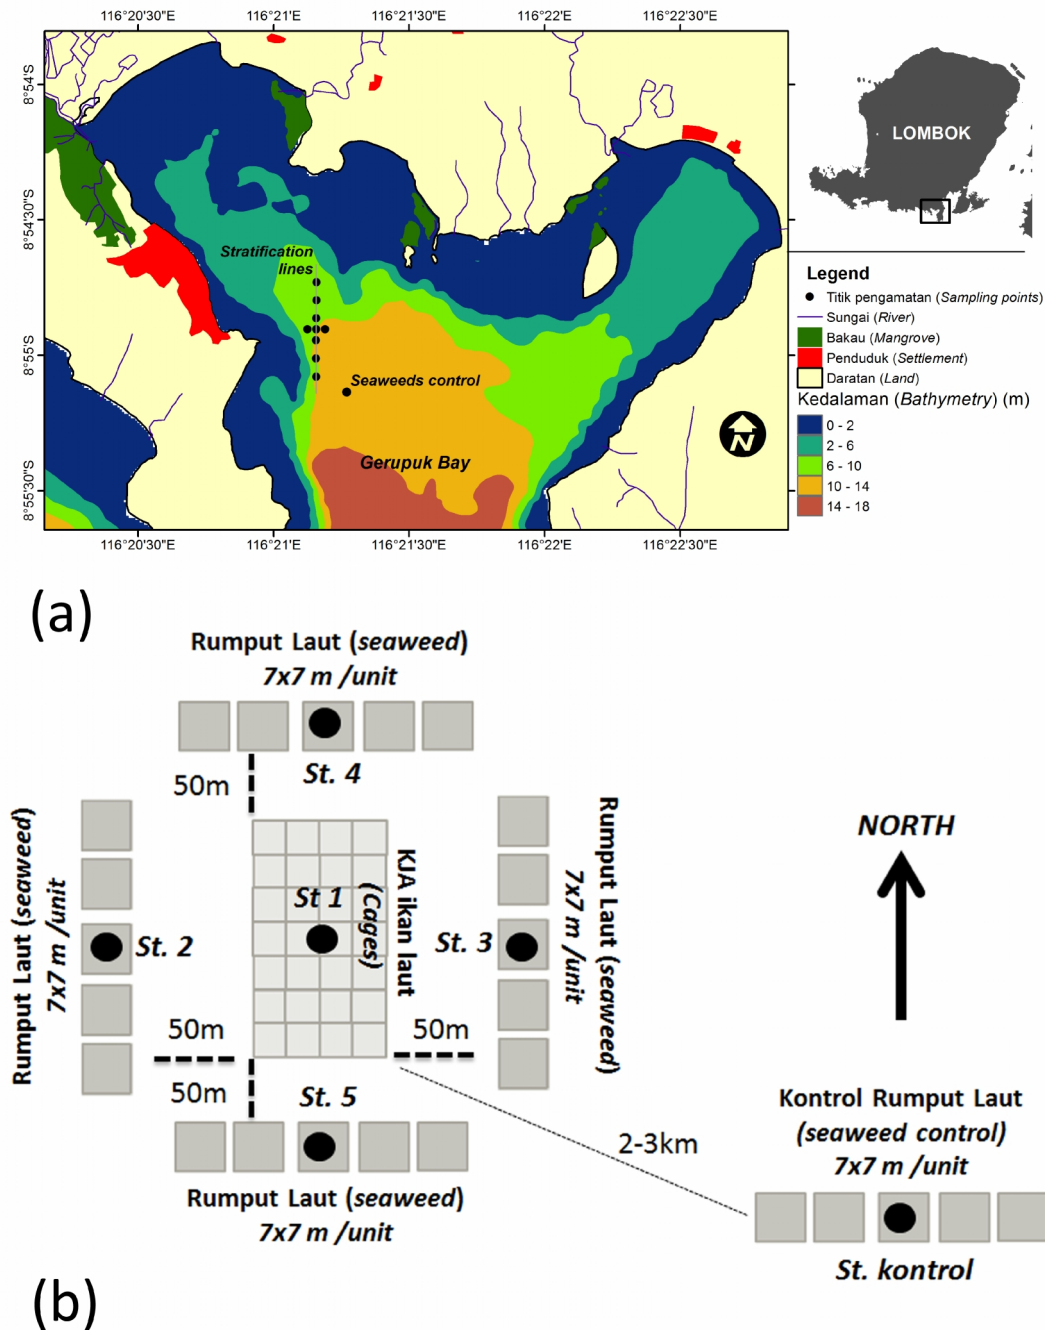 116°20'30"E 116°21' 116°21'30"E 116°22' 116°22'30"E
8°54'S
8°54'30"S
8°55'S
8°55'30"S
Stratification
lines
Seaweeds control
Gerupuk Bay
N
116°20'30"E 116°21' 116°21'30"E 116°22' 116°22'30"E
LOMBOK
Legend
Titik pengamatan (Sampling points)
Sungai (River)
Bakau (Mangrove)
Penduduk (Settlement)
Daratan (Land)
Kedalaman (Bathymetry) (m)
0 - 2
2 - 6
6 - 10
10 - 14
14 - 18
(a)
Rumput Laut (seaweed)
7x7 m /unit
St. 4
50m
Rumput Laut (seaweed)
7x7 m /unit
St. 2
St 1
KJA ikan laut
(Cages)
St. 3
Rumput Laut (seaweed)
7x7 m /unit
50m
50m
50m
St. 5
Rumput Laut (seaweed)
7x7 m /unit
NORTH
2-3km
Kontrol Rumput Laut
(seaweed control)
7x7 m /unit
St. kontrol
(b)